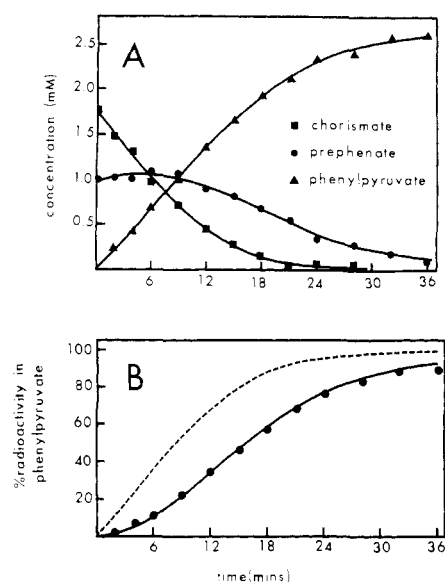 2.5
2.0
1.5
1.0
0.5
concentration (mM)
A
chorismate
prephenate
phenylpyruvate
6
12
18
24
28
36
100
80
60
40
20
% radioactivity in
phenylpyruvate
B
6
12
18
24
30
36
time(mins)